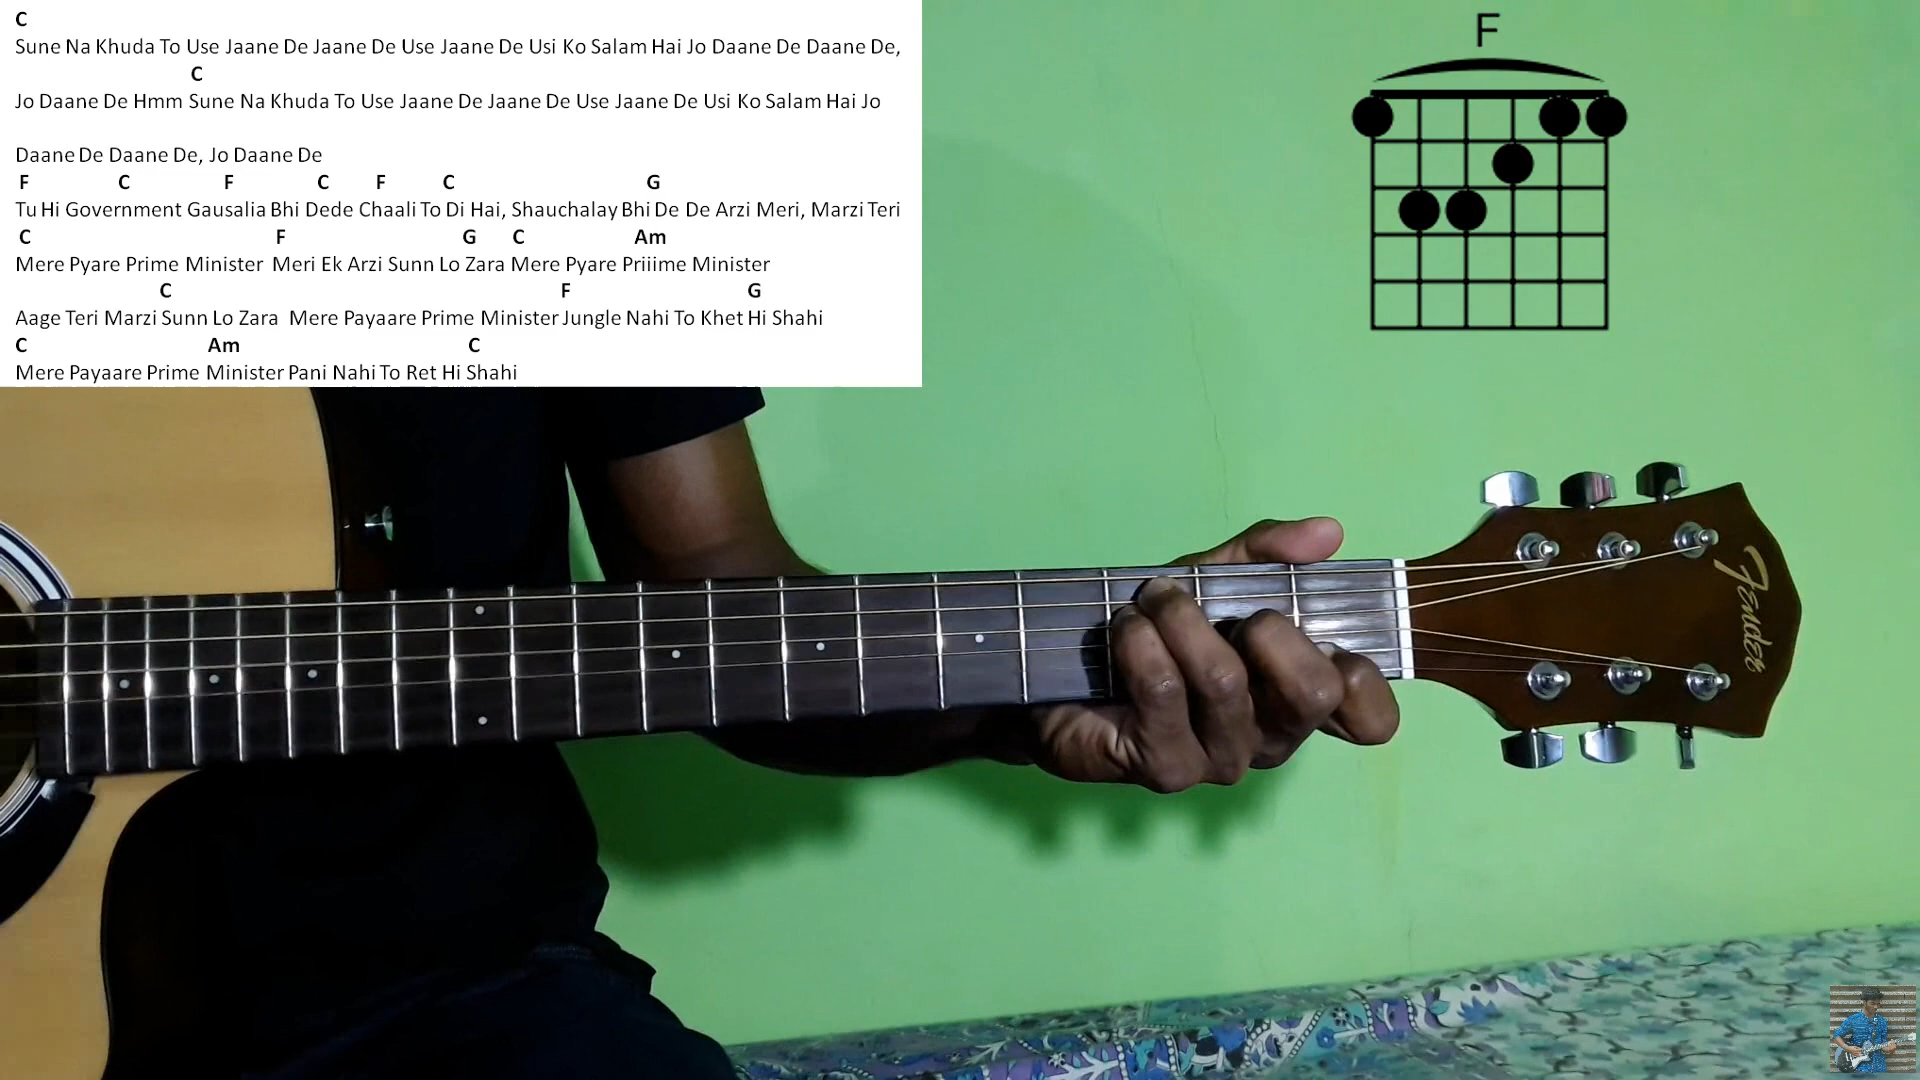 C
Sune Na Khuda To Use Jaane De Jaane De Use Jaane De Usi Ko Salam Hai Jo Daane De Daane De,
C
Jo Daane De Hmm Sune Na Khuda To Use Jaane De Jaane De Use Jaane De Usi Ko Salam Hai Jo
Daane De Daane De, Jo Daane De
F C F C F C G
Tu Hi Government Gausalia Bhi Dede Chaali To Di Hai, Shauchalay Bhi De De Arzi Meri, Marzi Teri
C F G C Am
Mere Pyare Prime Minister Meri Ek Arzi Sunn Lo Zara Mere Pyare Priiime Minister
C F G
Aage Teri Marzi Sunn Lo Zara Mere Payaare Prime Minister Jungle Nahi To Khet Hi Shahi
C Am C
Mere Payaare Prime Minister Pani Nahi To Ret Hi Shahi
F
Fender